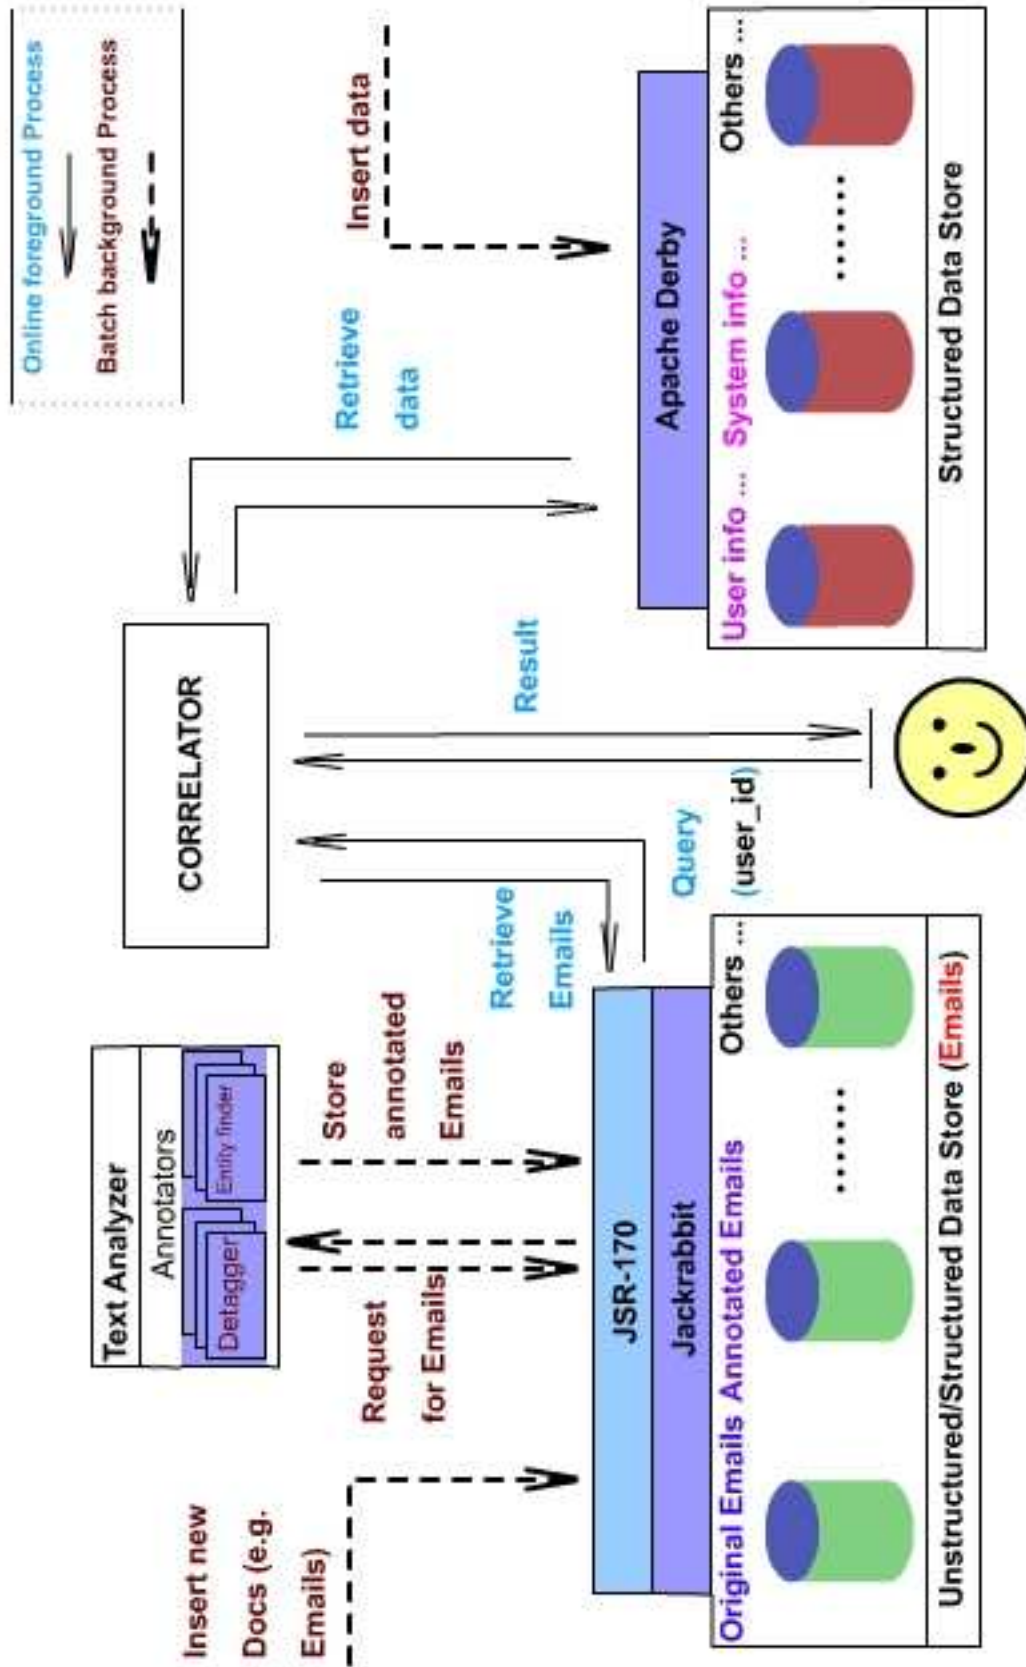 Online foreground Process
Batch background Process
Insert new
Docs (e.g.
Emails)
Text Analyzer
Annotators
Detagger
Entity finder
CORRELATOR
Request
for Emails
Store
annotated
Emails
Retrieve
Emails
Query
(user_id)
Result
Retrieve
data
Insert data
JSR-170
Jackrabbit
Original Emails Annotated Emails
Others ...
.......
Unstructured/Structured Data Store (Emails)
Apache Derby
User info ... System info ...
Others ...
.......
Structured Data Store